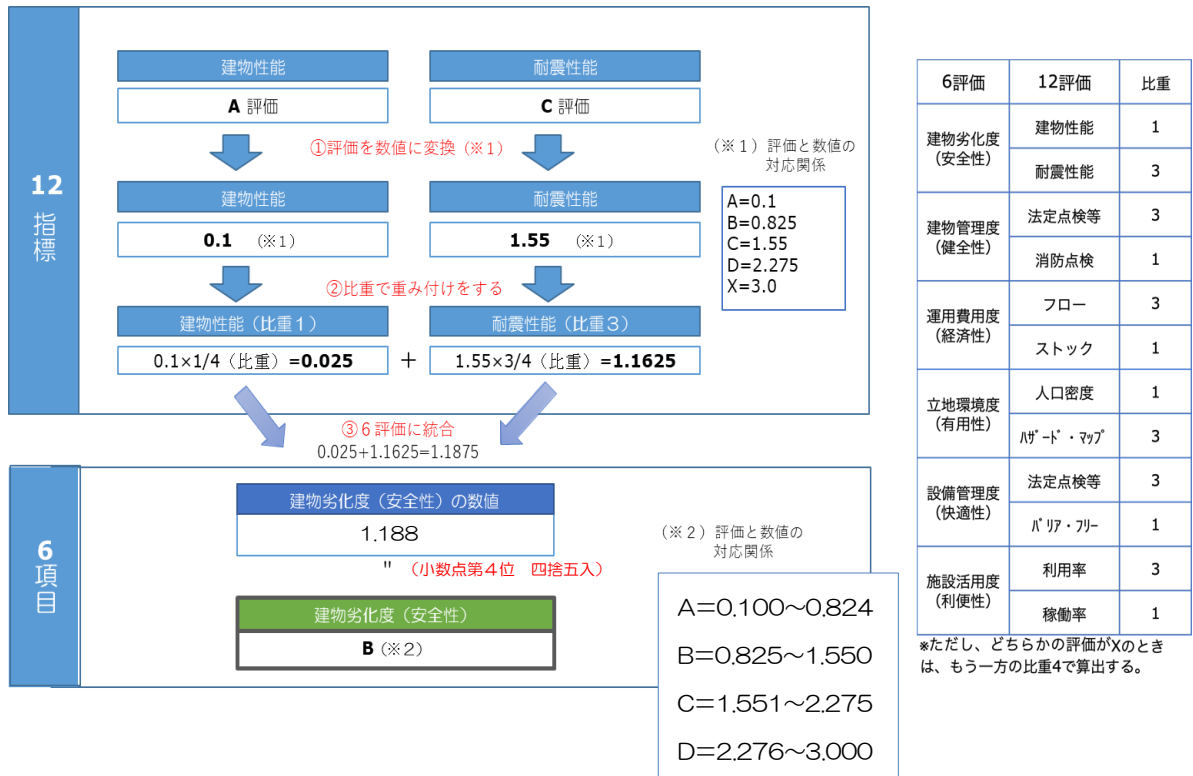 12
指標
建物性能
耐震性能
A 評価
C 評価
①評価を数値に変換（※1）
建物性能
耐震性能
0.1 （※1）
1.55 （※1）
（※１）評価と数値の
対応関係
A=0.1
B=0.825
C=1.55
D=2.275
X=3.0
②比重で重み付けをする
建物性能（比重１）
耐震性能（比重３）
0.1×1/4（比重）=0.025
+
1.55×3/4（比重）=1.1625
③６評価に統合
0.025+1.1625=1.1875
6
項目
建物劣化度（安全性）の数値
1.188
" （小数点第４位 四捨五入）
建物劣化度（安全性）
B（※2）
（※２）評価と数値の
対応関係
A=0.100～0.824
B=0.825～1.550
C=1.551～2.275
D=2.276～3.000
6評価 12評価 比重
建物劣化度
（安全性）
建物性能 1
耐震性能 3
建物管理度
（健全性）
法定点検等 3
消防点検 1
運用費用度
（経済性）
フロー 3
ストック 1
立地環境度
（有用性）
人口密度 1
ﾊｻﾞｰﾄﾞ・ﾏｯﾌﾟ 3
設備管理度
（快適性）
法定点検等 3
ﾊﾞﾘｱ・ﾌﾘｰ 1
施設活用度
（利便性）
利用率 3
稼働率 1
※ただし、どちらかの評価がXのとき
は、もう一方の比重4で算出する。